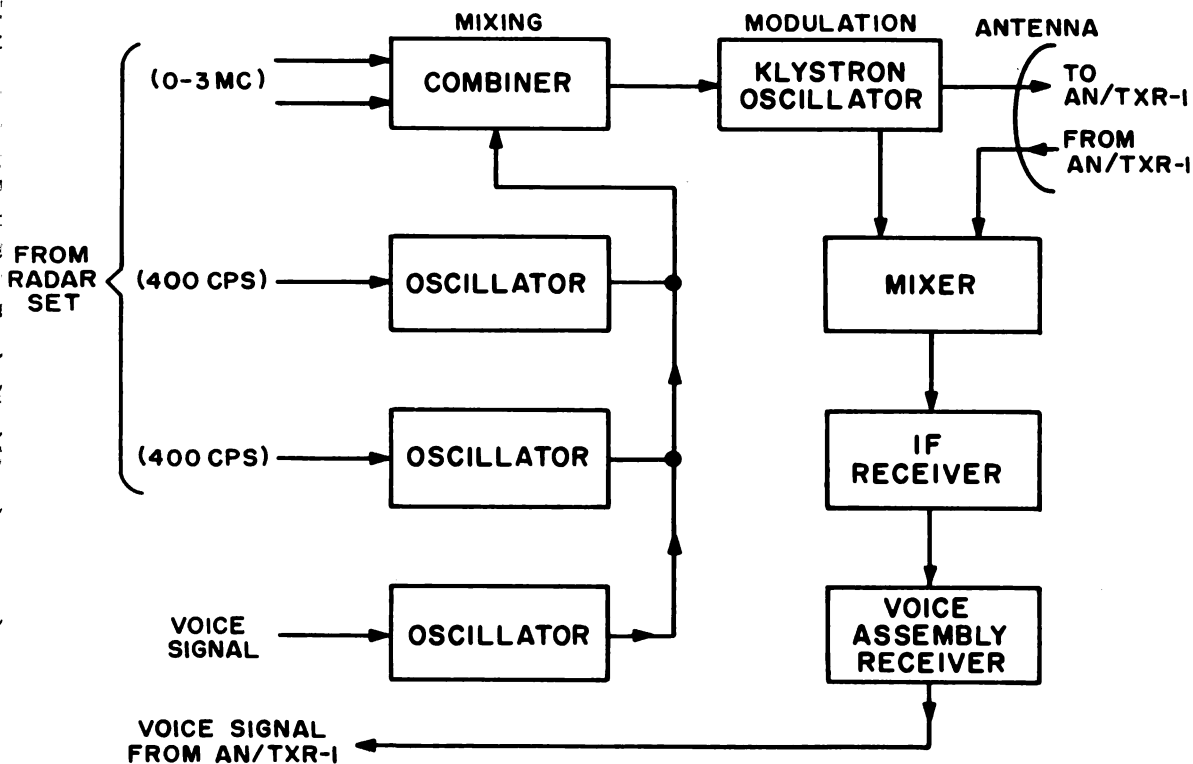 MIXING
MODULATION
ANTENNA
(0-3 MC)
COMBINER
KLYSTRON
OSCILLATOR
TO
AN/TXR-1
FROM
AN/TXR-1
FROM
RADAR
SET
(400 CPS)
OSCILLATOR
MIXER
(400 CPS)
OSCILLATOR
IF
RECEIVER
VOICE
SIGNAL
OSCILLATOR
VOICE
ASSEMBLY
RECEIVER
VOICE SIGNAL
FROM AN/TXR-1